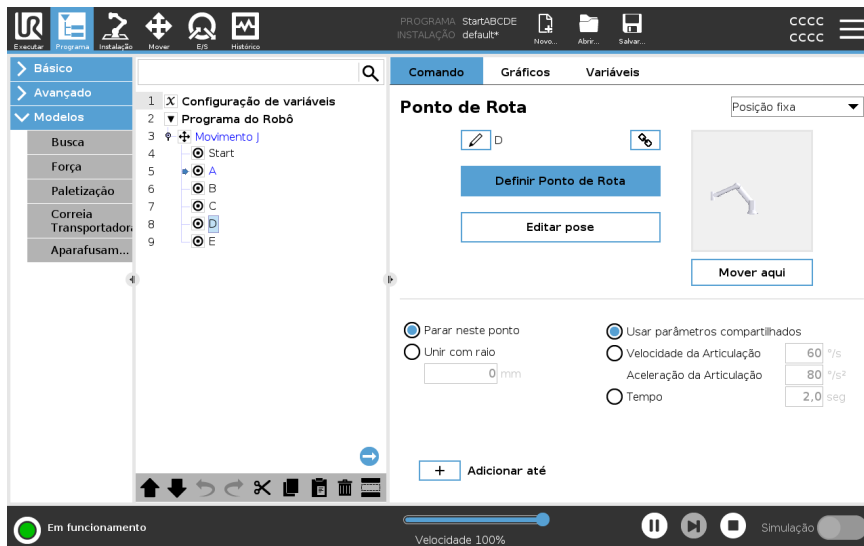 UR
PROGRAMA StartABCDE
INSTALAÇÃO default*
CCCC
CCCC
Executar
Programa
Instalação
Mover
E/S
Histórico
Novo...
Abrir...
Salvar...
Básico
Avançado
Modelos
Busca
Força
Paletização
Correia
Transportador
Aparafusam...
1 X Configuração de variáveis
2 Programa do Robô
3 Movimento J
4 Start
5 A
6 B
7 C
8 D
9 E
Comando Gráficos Variáveis
Ponto de Rota
Posição fixa
D
Definir Ponto de Rota
Editar pose
Mover aqui
Parar neste ponto
Unir com raio
0 mm
Usar parâmetros compartilhados
Velocidade da Articulação 60 °/s
Aceleração da Articulação 80 °/s²
Tempo 2,0 seg
+ Adicionar até
Em funcionamento
Velocidade 100%
Simulação